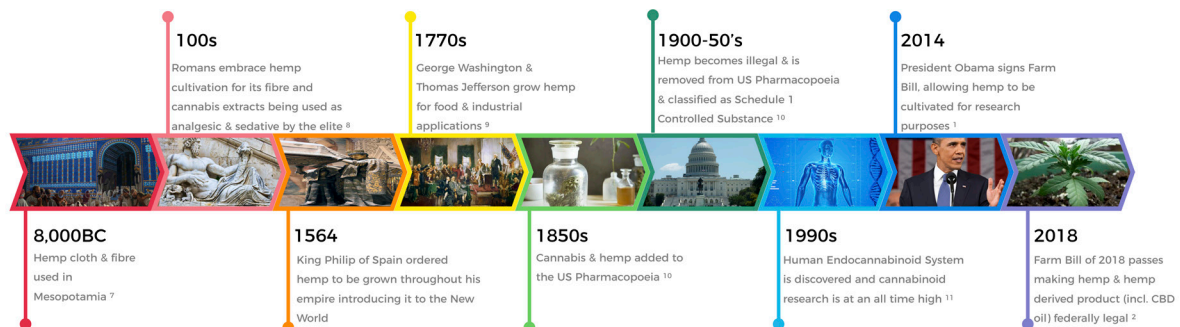 100s
Romans embrace hemp
cultivation for its fibre and
cannabis extracts being used as
analgesic & sedative by the elite 8
1770s
George Washington &
Thomas Jefferson grow hemp
for food & industrial
applications 9
1900-50's
Hemp becomes illegal & is
removed from US Pharmacopoeia
& classified as Schedule 1
Controlled Substance 10
2014
President Obama signs Farm
Bill, allowing hemp to be
cultivated for research
purposes 1
8,000BC
Hemp cloth & fibre
used in
Mesopotamia 7
1564
King Philip of Spain ordered
hemp to be grown throughout his
empire introducing it to the New
World
1850s
Cannabis & hemp added to
the US Pharmacopoeia 10
1990s
Human Endocannabinoid System
is discovered and cannabinoid
research is at an all time high 11
2018
Farm Bill of 2018 passes
making hemp & hemp
derived product (incl. CBD
oil) federally legal 2